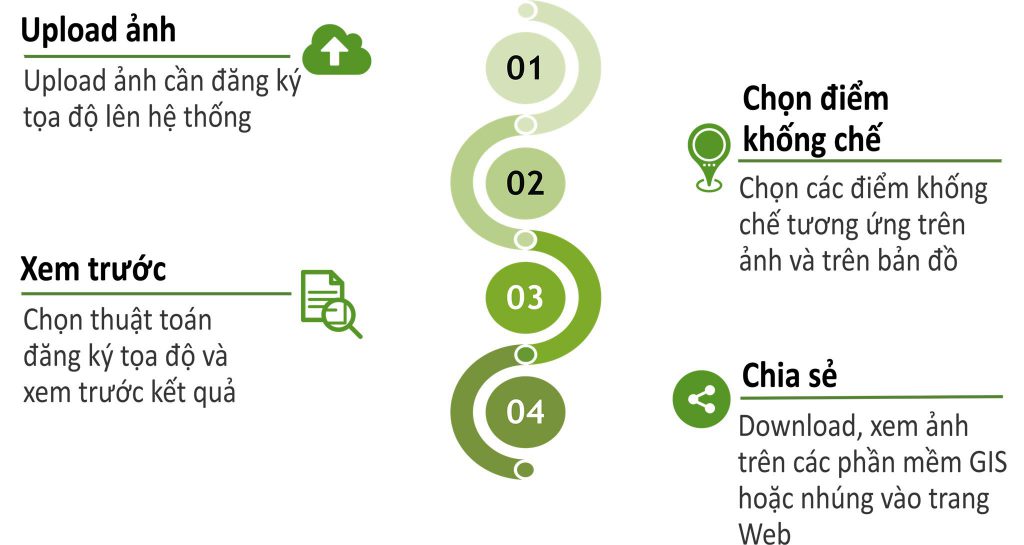 Upload ảnh
Upload ảnh cần đăng ký
tọa độ lên hệ thống
01
Chọn điểm
khống chế
Chọn các điểm khống
chế tương ứng trên
ảnh và trên bản đồ
02
Xem trước
Chọn thuật toán
đăng ký tọa độ và
xem trước kết quả
03
Chia sẻ
Download, xem ảnh
trên các phần mềm GIS
hoặc nhúng vào trang
Web
04